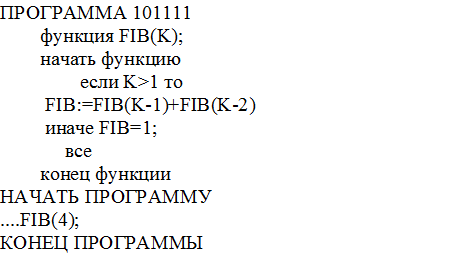 ПРОГРАММА 101111
функция FIB(K);
начать функцию
если K>1 то
FIB:=FIB(K-1)+FIB(K-2)
иначе FIB=1;
все
конец функции
НАЧАТЬ ПРОГРАММУ
....FIB(4);
КОНЕЦ ПРОГРАММЫ